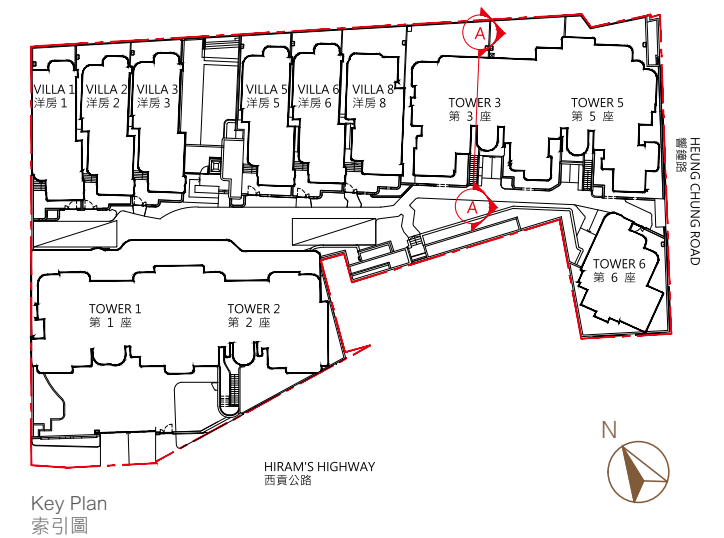 A
VILLA 1
洋房 1
VILLA 2
洋房 2
VILLA 3
洋房 3
VILLA 5
洋房 5
VILLA 6
洋房 6
VILLA 8
洋房 8
TOWER 3
第 3 座
TOWER 5
第 5 座
HEUNG CHUNG ROAD
響鐘路
A
TOWER 6
第 6 座
TOWER 1
第 1 座
TOWER 2
第 2 座
N
HIRAM'S HIGHWAY
西貢公路
Key Plan
索引圖